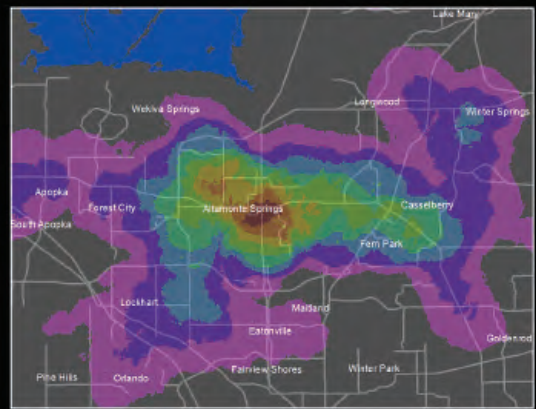 Lake Mary
Wekiva Springs
Longwood
Winter Springs
Apopka
Forest City
Altamonte Springs
Casselberry
South Apopka
Fern Park
Lockhart
Maitland
Eatonville
Goldenrod
Pine Hills
Orlando
Fairview Shores
Winter Park